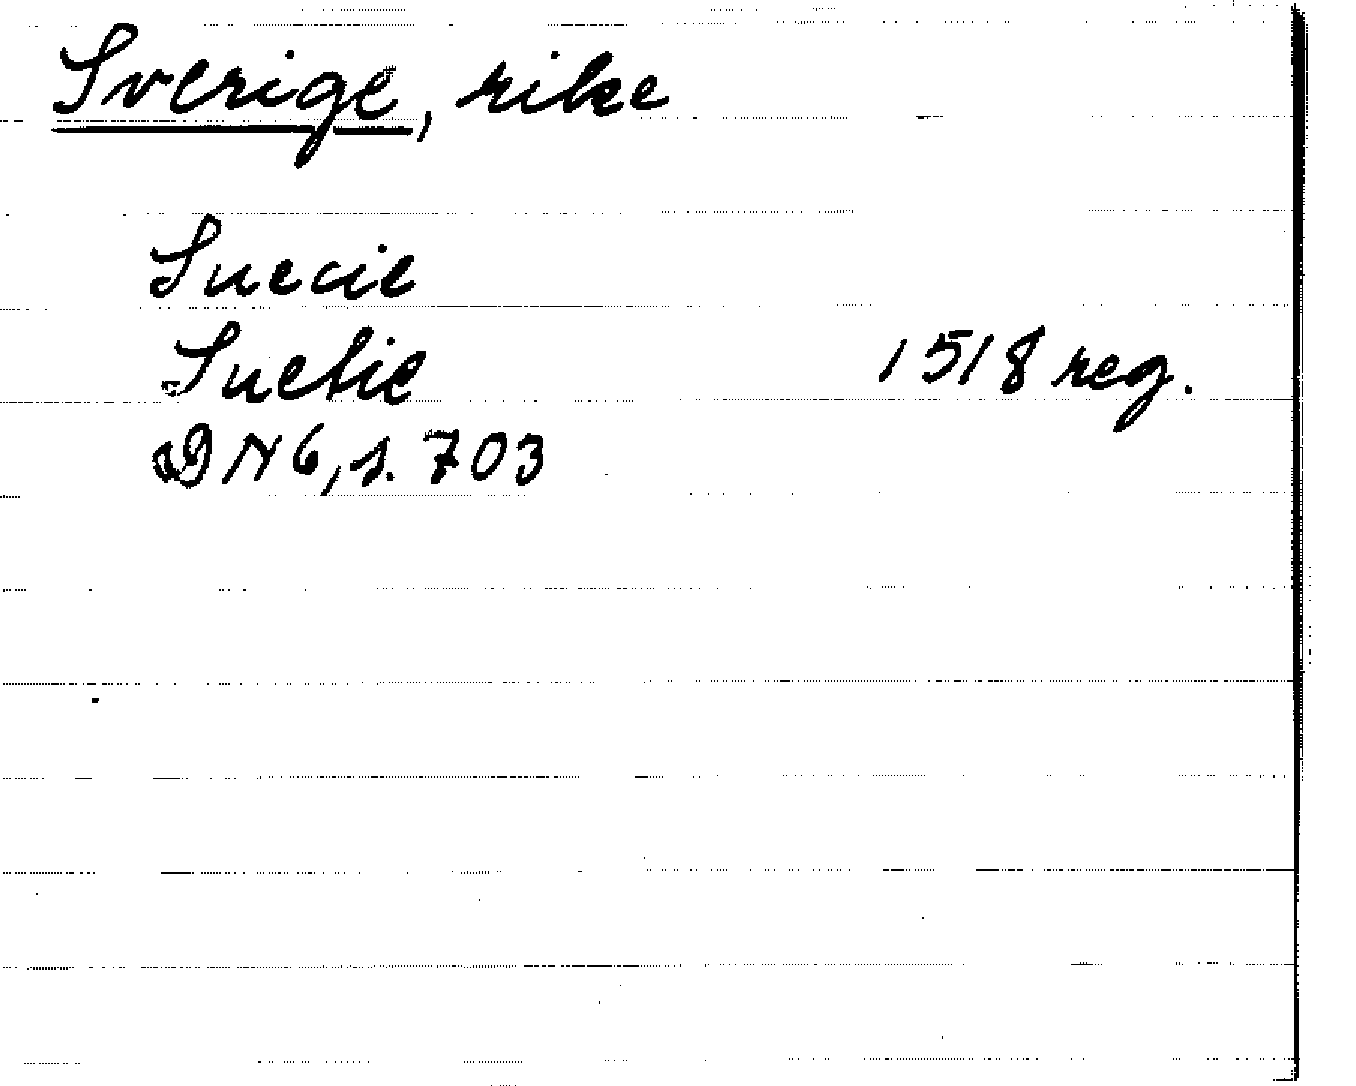 Sverige, rike
Suecie
Suetie 1518 reg.
DN 6, s. 703